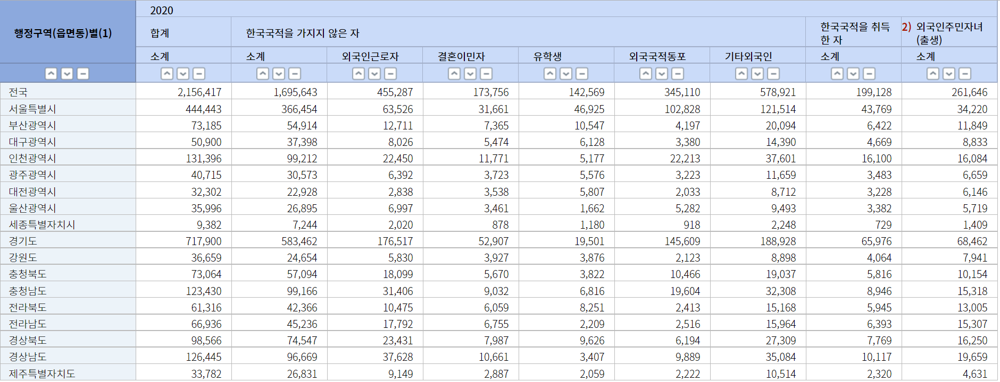 행정구역(읍면동)별(1) 2020
합계 한국국적을 가지지 않은 자 한국국적을 취득한 자 2) 외국인주민자녀(출생)
소계 소계 외국인근로자 결혼이민자 유학생 외국국적동포 기타외국인 소계 소계
전국 2,156,417 1,695,643 455,287 173,756 142,569 345,110 578,921 199,128 261,646
서울특별시 444,443 366,454 63,526 31,661 46,925 102,828 121,514 43,769 34,220
부산광역시 73,185 54,914 12,711 7,365 10,547 4,197 20,094 6,422 11,849
대구광역시 50,900 37,398 8,026 5,474 6,128 3,380 14,390 4,669 8,833
인천광역시 131,396 99,212 22,450 11,771 5,177 22,213 37,601 16,100 16,084
광주광역시 40,715 30,573 6,392 3,723 5,576 3,223 11,659 3,483 6,659
대전광역시 32,302 22,928 2,838 3,538 5,807 2,033 8,712 3,228 6,146
울산광역시 35,996 26,895 6,997 3,461 1,662 5,282 9,493 3,382 5,719
세종특별자치시 9,382 7,244 2,020 878 1,180 918 2,248 729 1,409
경기도 717,900 583,462 176,517 52,907 19,501 145,609 188,928 65,976 68,462
강원도 36,659 24,654 5,830 3,927 3,876 2,123 8,898 4,064 7,941
충청북도 73,064 57,094 18,099 5,670 3,822 10,466 19,037 5,816 10,154
충청남도 123,430 99,166 31,406 9,032 6,816 19,604 32,308 8,946 15,318
전라북도 61,316 42,366 10,475 6,059 8,251 2,413 15,168 5,945 13,005
전라남도 66,936 45,236 17,792 6,755 2,209 2,516 15,964 6,393 15,307
경상북도 98,566 74,547 23,431 7,987 9,626 6,194 27,309 7,769 16,250
경상남도 126,445 96,669 37,628 10,661 3,407 9,889 35,084 10,117 19,659
제주특별자치도 33,782 26,831 9,149 2,887 2,059 2,222 10,514 2,320 4,631